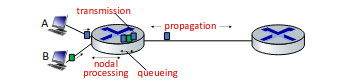 transmission
A
propagation
B
nodal
processing
queueing